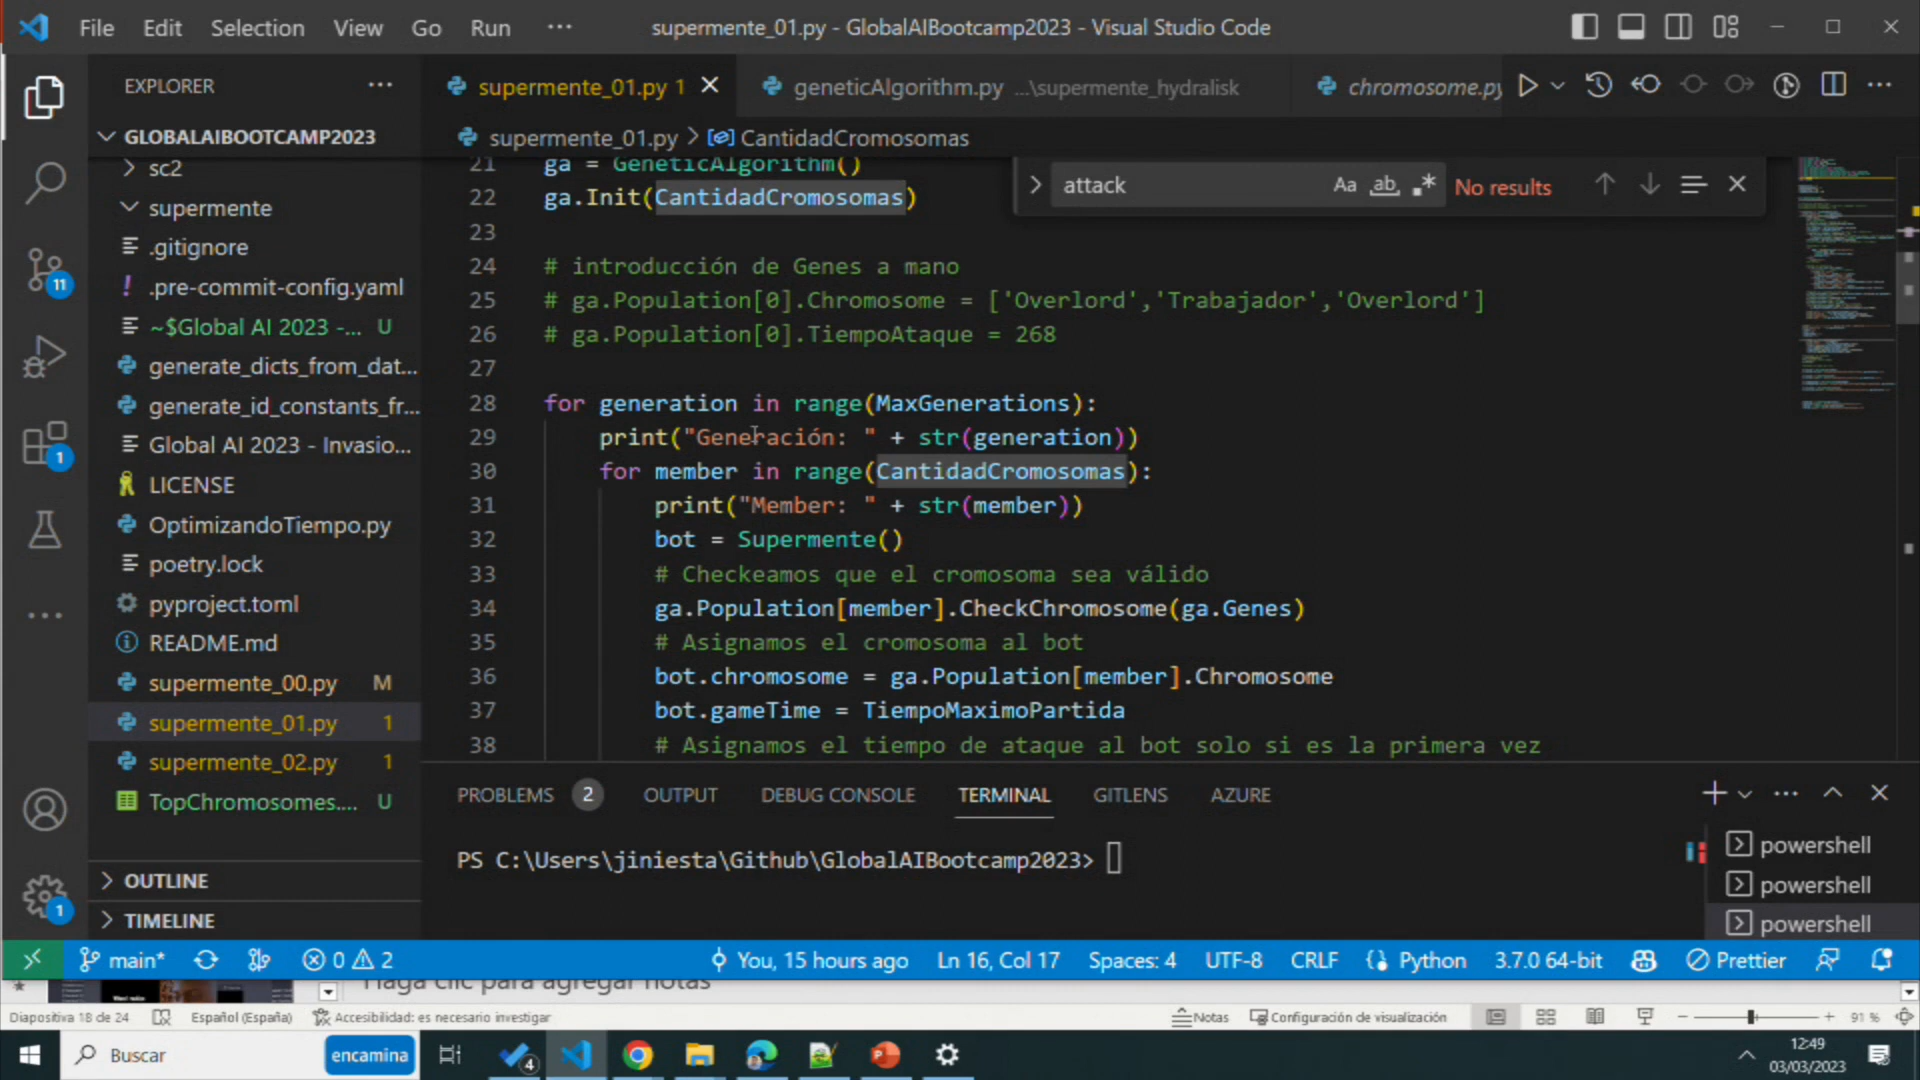 File Edit Selection View Go Run ··· supermente_01.py - GlobalAIBootcamp2023 - Visual Studio Code
EXPLORER ···
supermente_01.py 1 geneticAlgorithm.py ...\supermente_hydralisk chromosome.py
GLOBALAIBOOTCAMP2023
supermente_01.py > CantidadCromosomas
sc2
supermente
.gitignore
.pre-commit-config.yaml
~$Global AI 2023 -... U
generate_dicts_from_dat...
generate_id_constants_fr...
Global AI 2023 - Invasio...
LICENSE
OptimizandoTiempo.py
poetry.lock
pyproject.toml
README.md
supermente_00.py M
supermente_01.py 1
supermente_02.py 1
TopChromosomes.... U
OUTLINE
TIMELINE
11
1
1
attack Aa ab No results
21 ga = GeneticAlgorithm()
22 ga.Init(CantidadCromosomas)
23
24 # introducción de Genes a mano
25 # ga.Population[0].Chromosome = ['Overlord','Trabajador','Overlord']
26 # ga.Population[0].TiempoAtaque = 268
27
28 for generation in range(MaxGenerations):
29 print("Generación: " + str(generation))
30 for member in range(CantidadCromosomas):
31 print("Member: " + str(member))
32 bot = Supermente()
33 # Checkeamos que el cromosoma sea válido
34 ga.Population[member].CheckChromosome(ga.Genes)
35 # Asignamos el cromosoma al bot
36 bot.chromosome = ga.Population[member].Chromosome
37 bot.gameTime = TiempoMaximoPartida
38 # Asignamos el tiempo de ataque al bot solo si es la primera vez
PROBLEMS 2 OUTPUT DEBUG CONSOLE TERMINAL GITLENS AZURE
PS C:\Users\jiniesta\Github\GlobalAIBootcamp2023>
powershell
powershell
powershell
main* 0 2 You, 15 hours ago Ln 16, Col 17 Spaces: 4 UTF-8 CRLF Python 3.7.0 64-bit Prettier
Haga clic para agregar notas
Diapositiva 18 de 24 Español (España) Accesibilidad: es necesario investigar Notas Configuración de visualización 91 %
Buscar encamina 4 12:49
03/03/2023